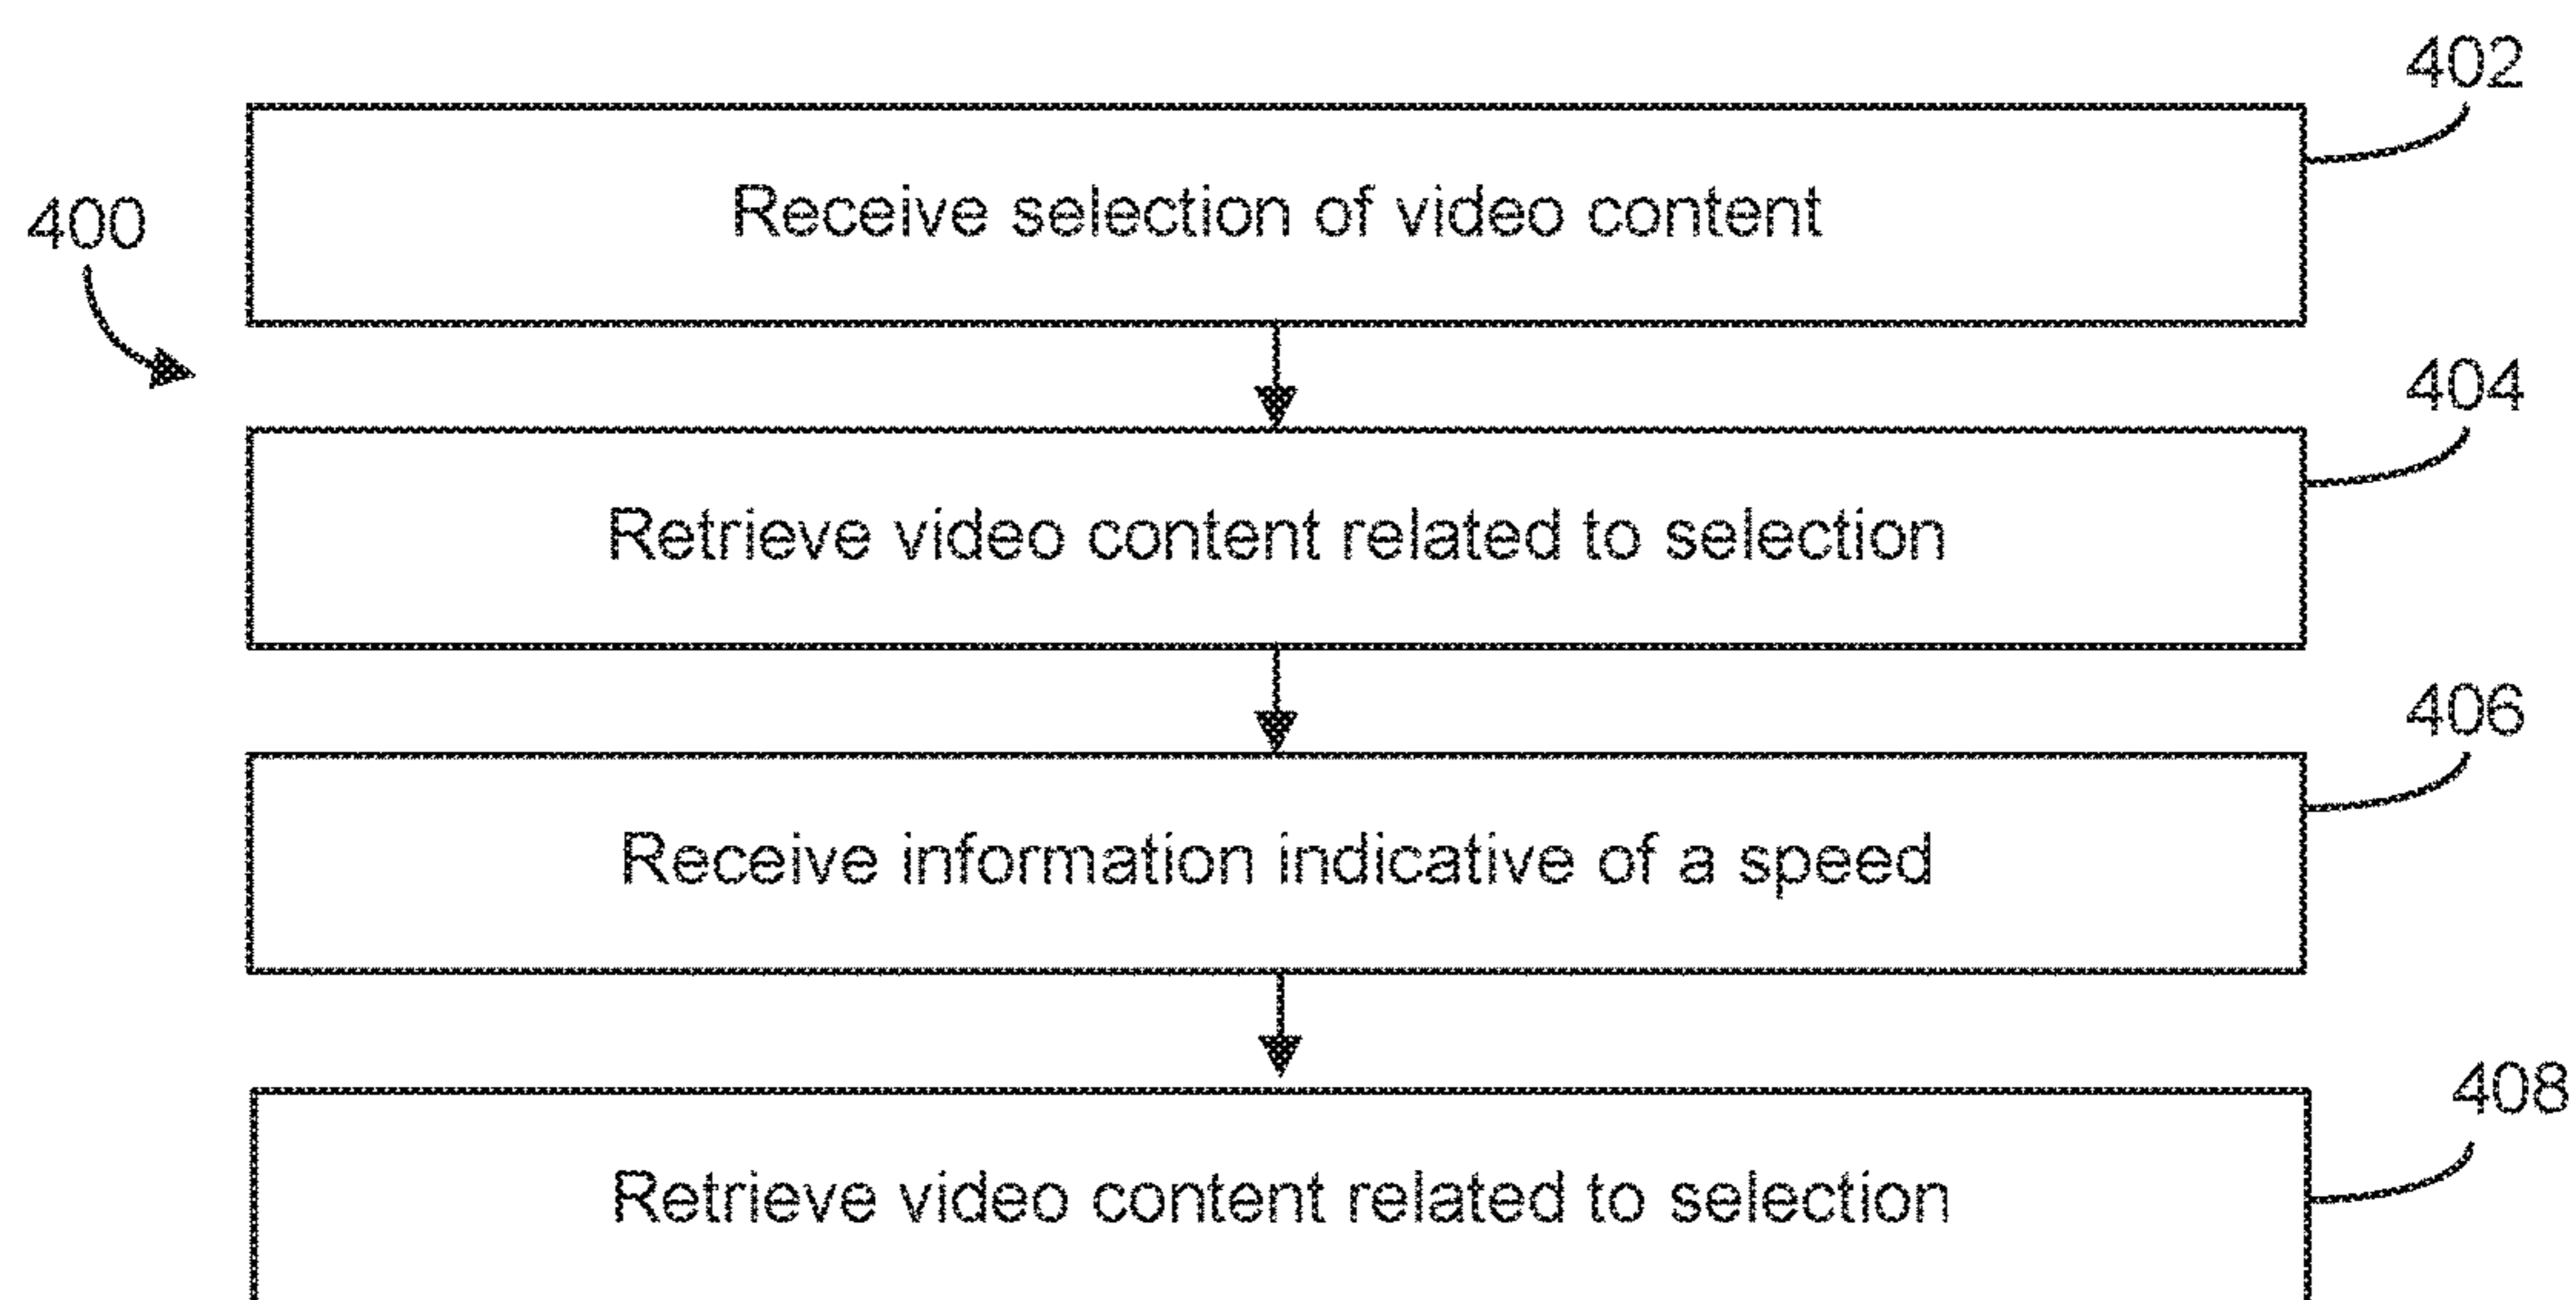 402
Receive selection of video content
400
404
Retrieve video content related to selection
406
Receive information indicative of a speed
408
Retrieve video content related to selection